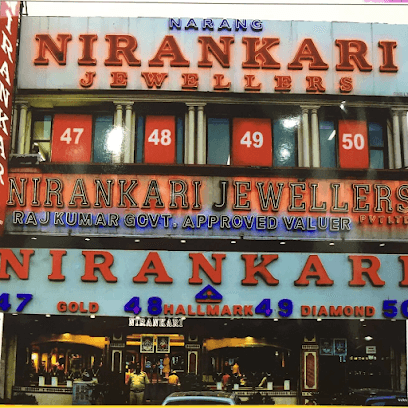 NARANG
NIRANKARI
JEWELLERS
NIRANKAR
47 48 49 50
NIRANKARI JEWELLERS
RAJ KUMAR GOVT. APPROVED VALUER
NIRANKARI
47 GOLD 48 HALLMARK 49 DIAMOND 50
NIRANKARI